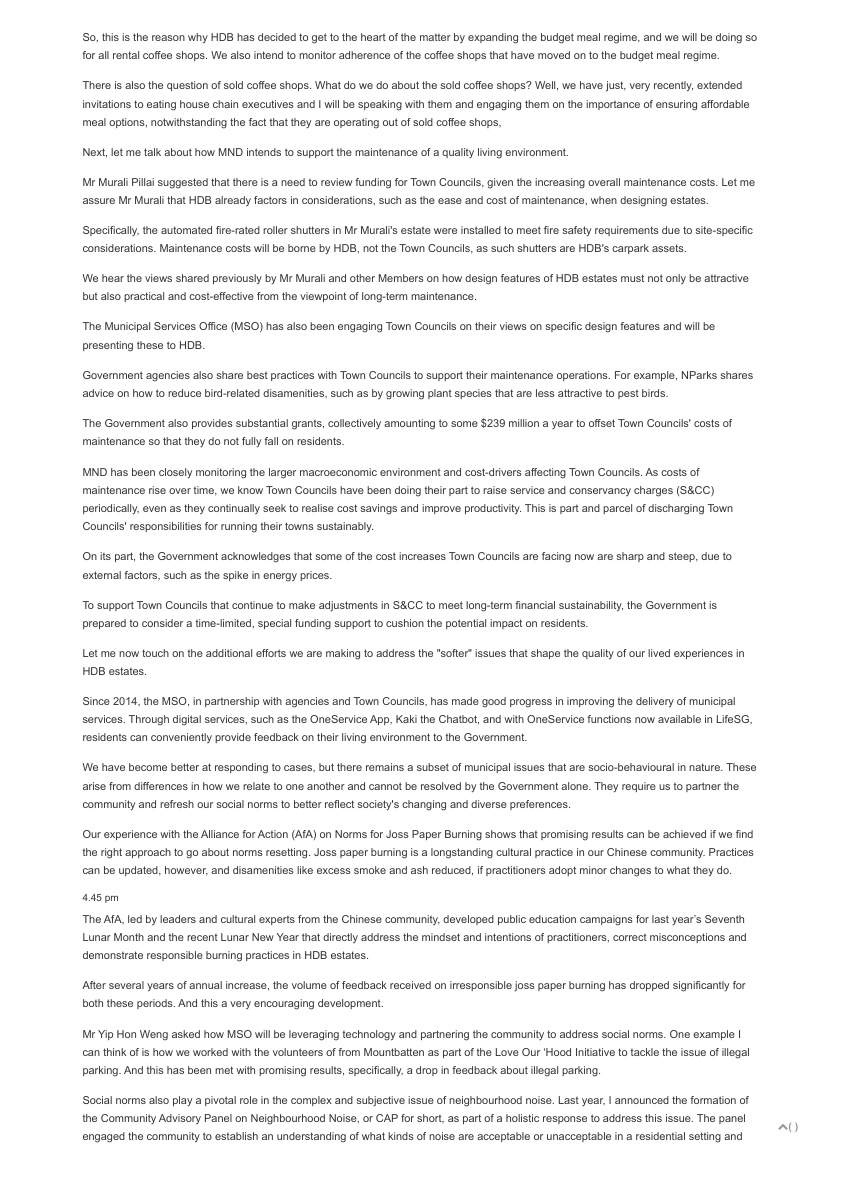 So, this is the reason why HDB has decided to get to the heart of the matter by expanding the budget meal regime, and we will be doing so
for all rental coffee shops. We also intend to monitor adherence of the coffee shops that have moved on to the budget meal regime.
There is also the question of sold coffee shops. What do we do about the sold coffee shops? Well, we have just, very recently, extended
invitations to eating house chain executives and I will be speaking with them and engaging them on the importance of ensuring affordable
meal options, notwithstanding the fact that they are operating out of sold coffee shops,
Next, let me talk about how MND intends to support the maintenance of a quality living environment.
Mr Murali Pillai suggested that there is a need to review funding for Town Councils, given the increasing overall maintenance costs. Let me
assure Mr Murali that HDB already factors in considerations, such as the ease and cost of maintenance, when designing estates.
Specifically, the automated fire-rated roller shutters in Mr Murali's estate were installed to meet fire safety requirements due to site-specific
considerations. Maintenance costs will be borne by HDB, not the Town Councils, as such shutters are HDB's carpark assets.
We hear the views shared previously by Mr Murali and other Members on how design features of HDB estates must not only be attractive
but also practical and cost-effective from the viewpoint of long-term maintenance.
The Municipal Services Office (MSO) has also been engaging Town Councils on their views on specific design features and will be
presenting these to HDB.
Government agencies also share best practices with Town Councils to support their maintenance operations. For example, NParks shares
advice on how to reduce bird-related disamenities, such as by growing plant species that are less attractive to pest birds.
The Government also provides substantial grants, collectively amounting to some $239 million a year to offset Town Councils' costs of
maintenance so that they do not fully fall on residents.
MND has been closely monitoring the larger macroeconomic environment and cost-drivers affecting Town Councils. As costs of
maintenance rise over time, we know Town Councils have been doing their part to raise service and conservancy charges (S&CC)
periodically, even as they continually seek to realise cost savings and improve productivity. This is part and parcel of discharging Town
Councils' responsibilities for running their towns sustainably.
On its part, the Government acknowledges that some of the cost increases Town Councils are facing now are sharp and steep, due to
external factors, such as the spike in energy prices.
To support Town Councils that continue to make adjustments in S&CC to meet long-term financial sustainability, the Government is
prepared to consider a time-limited, special funding support to cushion the potential impact on residents.
Let me now touch on the additional efforts we are making to address the "softer" issues that shape the quality of our lived experiences in
HDB estates.
Since 2014, the MSO, in partnership with agencies and Town Councils, has made good progress in improving the delivery of municipal
services. Through digital services, such as the OneService App, Kaki the Chatbot, and with OneService functions now available in LifeSG,
residents can conveniently provide feedback on their living environment to the Government.
We have become better at responding to cases, but there remains a subset of municipal issues that are socio-behavioural in nature. These
arise from differences in how we relate to one another and cannot be resolved by the Government alone. They require us to partner the
community and refresh our social norms to better reflect society's changing and diverse preferences.
Our experience with the Alliance for Action (AfA) on Norms for Joss Paper Burning shows that promising results can be achieved if we find
the right approach to go about norms resetting. Joss paper burning is a longstanding cultural practice in our Chinese community. Practices
can be updated, however, and disamenities like excess smoke and ash reduced, if practitioners adopt minor changes to what they do.
4.45 pm
The AfA, led by leaders and cultural experts from the Chinese community, developed public education campaigns for last year’s Seventh
Lunar Month and the recent Lunar New Year that directly address the mindset and intentions of practitioners, correct misconceptions and
demonstrate responsible burning practices in HDB estates.
After several years of annual increase, the volume of feedback received on irresponsible joss paper burning has dropped significantly for
both these periods. And this a very encouraging development.
Mr Yip Hon Weng asked how MSO will be leveraging technology and partnering the community to address social norms. One example I
can think of is how we worked with the volunteers of from Mountbatten as part of the Love Our ‘Hood Initiative to tackle the issue of illegal
parking. And this has been met with promising results, specifically, a drop in feedback about illegal parking.
Social norms also play a pivotal role in the complex and subjective issue of neighbourhood noise. Last year, I announced the formation of
the Community Advisory Panel on Neighbourhood Noise, or CAP for short, as part of a holistic response to address this issue. The panel
engaged the community to establish an understanding of what kinds of noise are acceptable or unacceptable in a residential setting and
( )